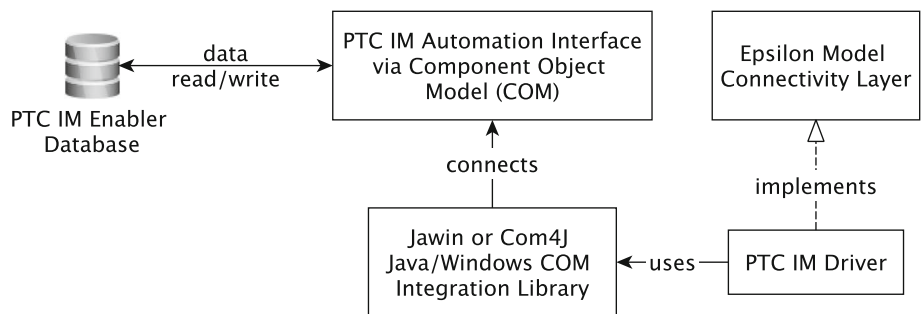 data
read/write
PTC IM Enabler
Database
PTC IM Automation Interface
via Component Object
Model (COM)
Epsilon Model
Connectivity Layer
connects
implements
Jawin or Com4J
Java/Windows COM
Integration Library
uses
PTC IM Driver